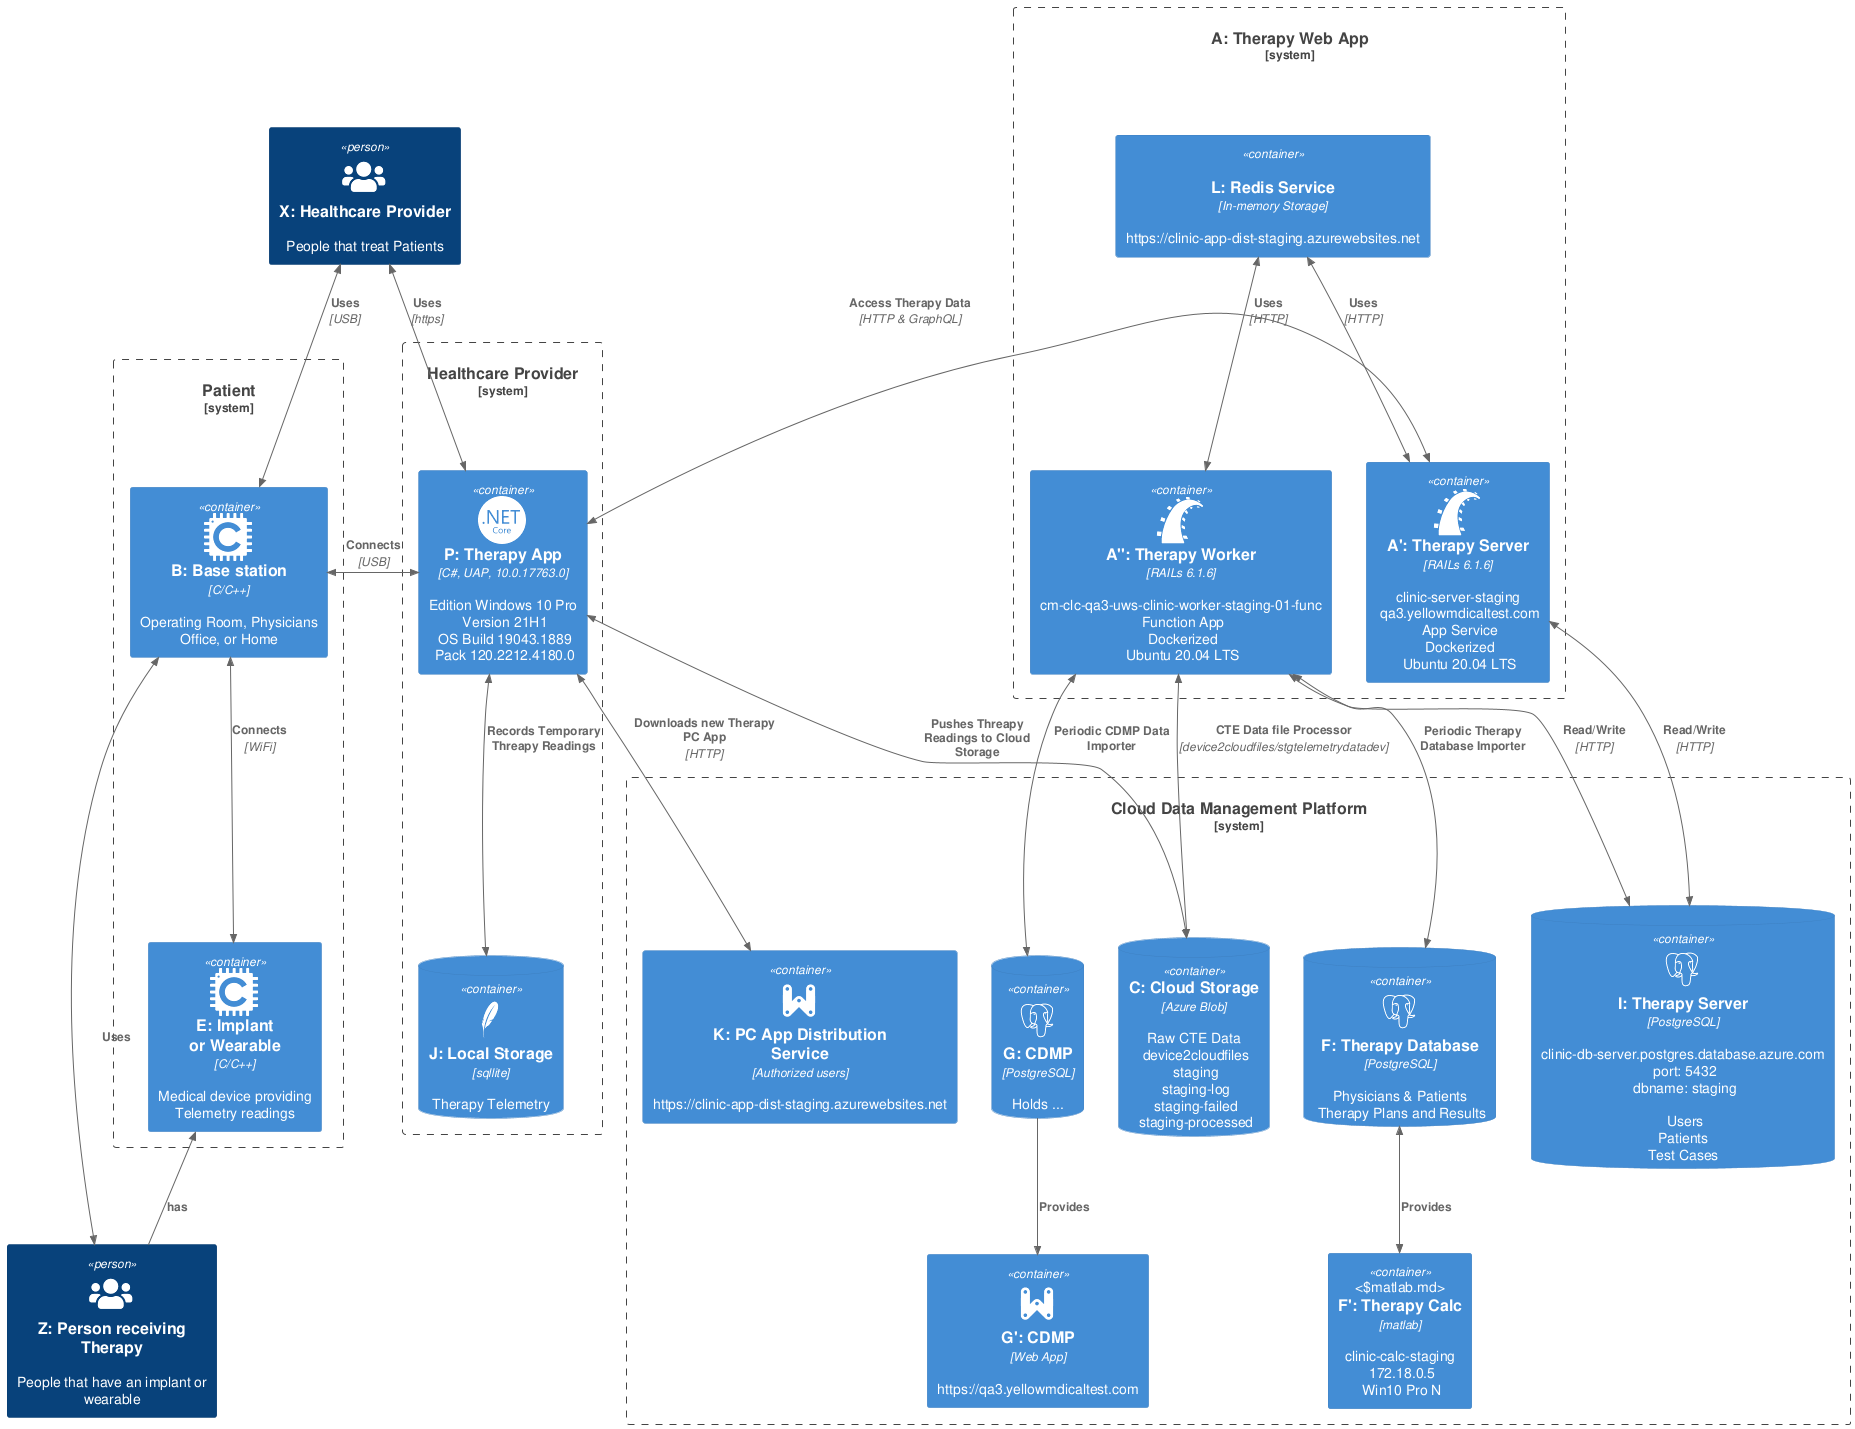 A: Therapy Web App
[system]
«container»
L: Redis Service
[In-memory Storage]
https://clinic-app-dist-staging.azurewebsites.net
«person»
X: Healthcare Provider
People that treat Patients
Uses
[USB]
Uses
[https]
Access Therapy Data
[HTTP & GraphQL]
Uses
[HTTP]
Uses
[HTTP]
Patient
[system]
Healthcare Provider
[system]
«container»
B: Base station
[C/C++]
Operating Room, Physicians
Office, or Home
Connects
[USB]
«container»
.NET
Core
P: Therapy App
[C#, UAP, 10.0.17763.0]
Edition Windows 10 Pro
Version 21H1
OS Build 19043.1889
Pack 120.2212.4180.0
«container»
A'': Therapy Worker
[RAILs 6.1.6]
cm-clc-qa3-uws-clinic-worker-staging-01-func
Function App
Dockerized
Ubuntu 20.04 LTS
«container»
A': Therapy Server
[RAILs 6.1.6]
clinic-server-staging
qa3.yellowmdicaltest.com
App Service
Dockerized
Ubuntu 20.04 LTS
Connects
[WiFi]
Records Temporary
Threapy Readings
Downloads new Therapy
PC App
[HTTP]
Pushes Threapy
Readings to Cloud
Storage
Periodic CDMP Data
Importer
CTE Data file Processor
[device2cloudfiles/stgtelemetrydatadev]
Periodic Therapy
Database Importer
Read/Write
[HTTP]
Read/Write
[HTTP]
Cloud Data Management Platform
[system]
«container»
C
E: Implant
or Wearable
[C/C++]
Medical device providing
Telemetry readings
«container»
J: Local Storage
[sqllite]
Therapy Telemetry
«container»
K: PC App Distribution
Service
[Authorized users]
https://clinic-app-dist-staging.azurewebsites.net
«container»
G: CDMP
[PostgreSQL]
Holds ...
«container»
C: Cloud Storage
[Azure Blob]
Raw CTE Data
device2cloudfiles
staging
staging-log
staging-failed
staging-processed
«container»
F: Therapy Database
[PostgreSQL]
Physicians & Patients
Therapy Plans and Results
«container»
I: Therapy Server
[PostgreSQL]
clinic-db-server.postgres.database.azure.com
port: 5432
dbname: staging
Users
Patients
Test Cases
Uses
has
Provides
Provides
«person»
Z: Person receiving
Therapy
People that have an implant or
wearable
«container»
G': CDMP
[Web App]
https://qa3.yellowmdicaltest.com
«container»
<$matlab.md>
F': Therapy Calc
[matlab]
clinic-calc-staging
172.18.0.5
Win10 Pro N